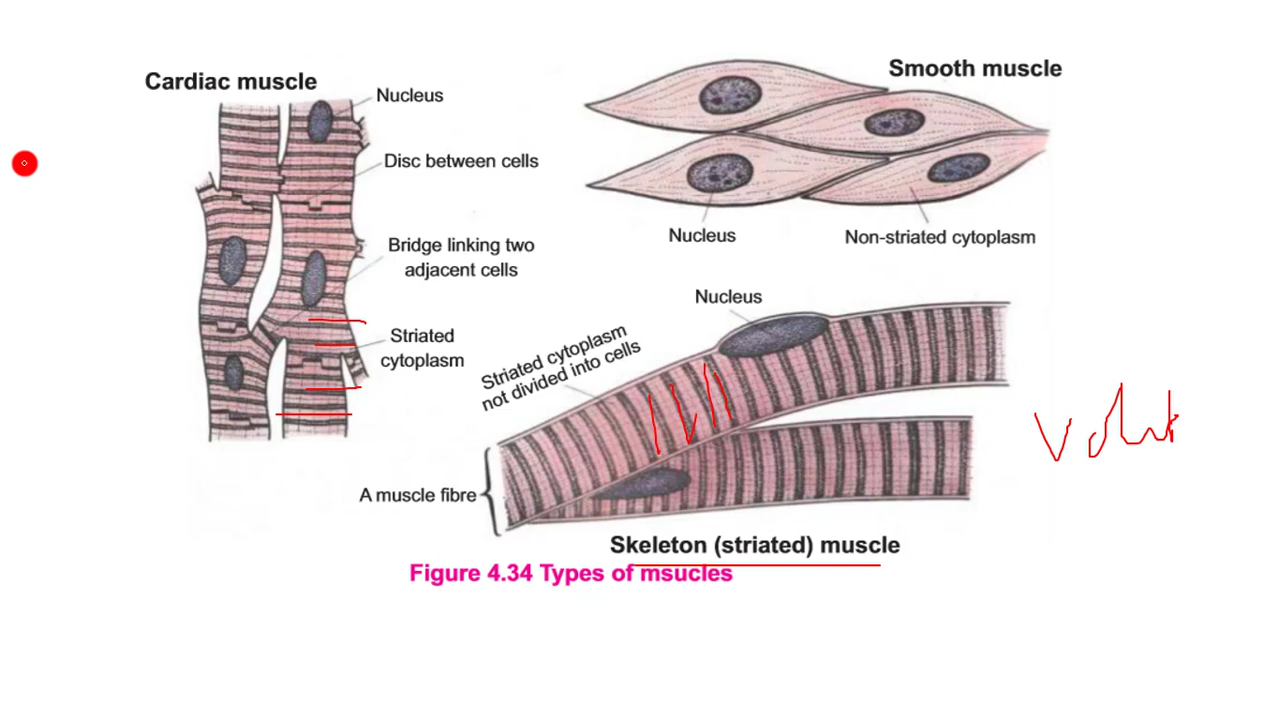 Cardiac muscle
Nucleus
Disc between cells
Bridge linking two
adjacent cells
Striated
cytoplasm
Smooth muscle
Nucleus
Non-striated cytoplasm
Nucleus
Striated cytoplasm
not divided into cells
A muscle fibre
Skeleton (striated) muscle
Figure 4.34 Types of msucles